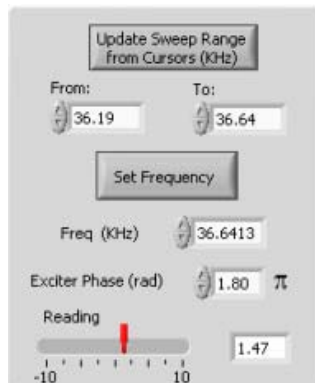 Update Sweep Range
from Cursors (KHz)
From: To:
36.19 36.64
Set Frequency
Freq (KHz) 36.6413
Exciter Phase (rad) 1.80 π
Reading
1.47
-10 10